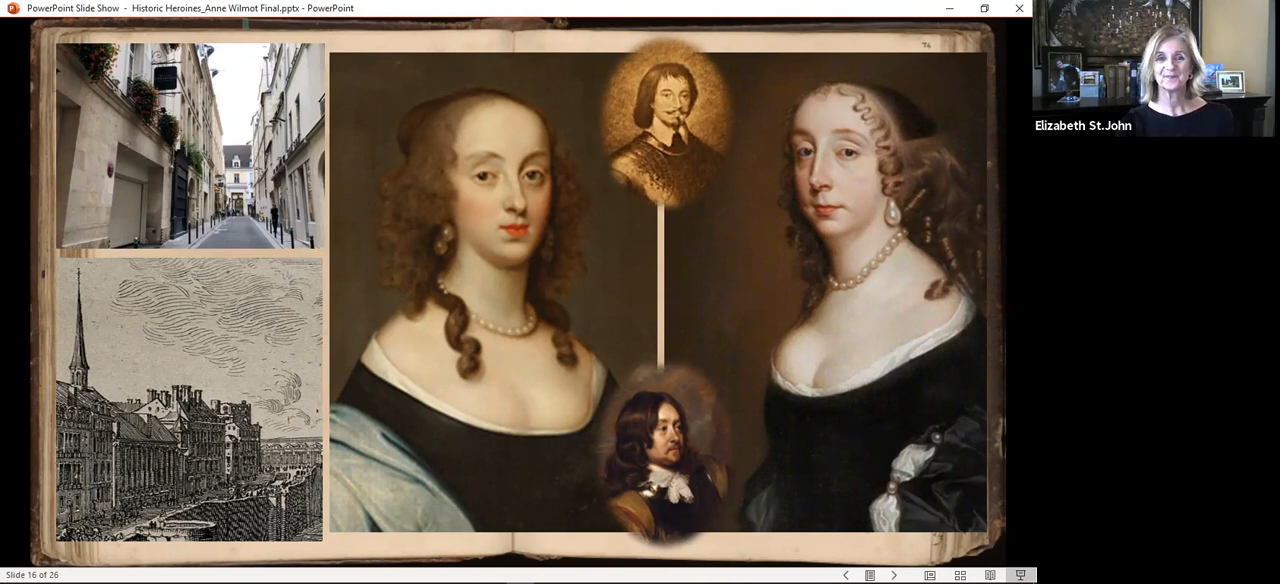 PowerPoint Slide Show - Historic Heroines_Anne Wilmot Final.pptx - PowerPoint
Elizabeth St.John
Slide 16 of 26